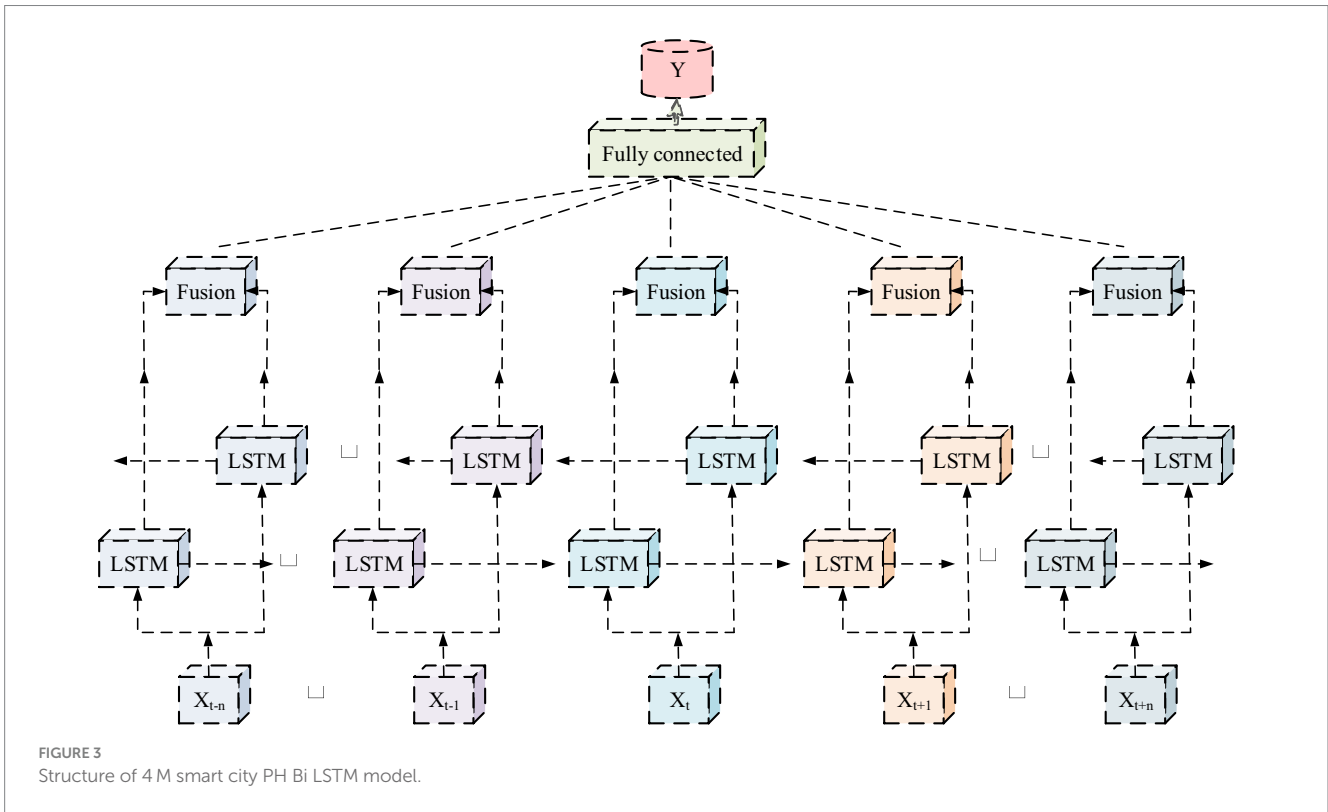 Y
Fully connected
Fusion Fusion Fusion Fusion Fusion
LSTM LSTM LSTM LSTM LSTM
LSTM LSTM LSTM LSTM LSTM
Xt-n Xt-1 Xt Xt+1 Xt+n
FIGURE 3
Structure of 4 M smart city PH Bi LSTM model.